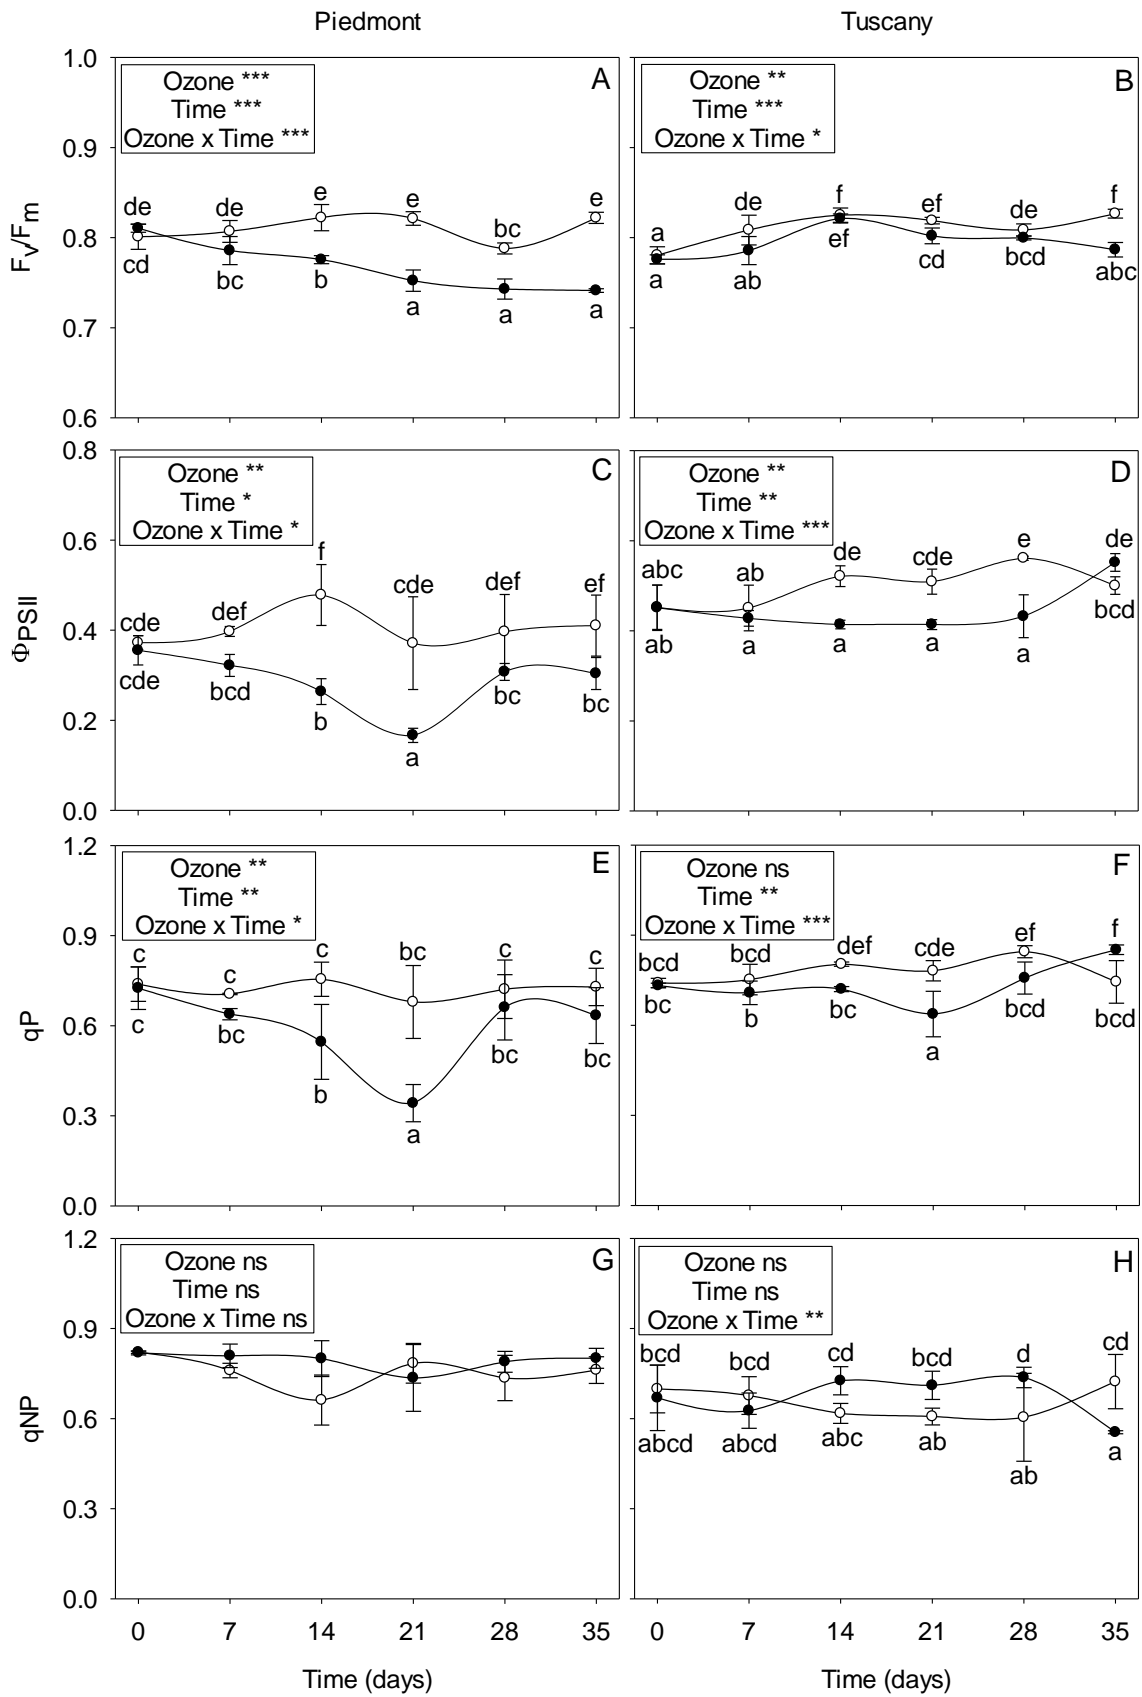 Piedmont
Tuscany
1.0
0.9
0.8
0.7
0.6
Fv/Fm
Ozone ***
Time ***
Ozone x Time ***
A
de
de
e
e
bc
e
cd
bc
b
a
a
a
Ozone **
Time ***
Ozone x Time *
B
a
de
f
ef
de
f
a
ab
ef
cd
bcd
abc
0.8
0.6
0.4
0.2
0.0
ΦPSII
Ozone **
Time *
Ozone x Time *
C
cde
def
f
cde
def
ef
cde
bcd
b
a
bc
bc
Ozone **
Time **
Ozone x Time ***
D
abc
ab
de
cde
e
de
ab
a
a
a
a
bcd
1.2
0.9
0.6
0.3
0.0
qP
Ozone **
Time **
Ozone x Time *
E
c
c
c
bc
c
c
c
bc
b
a
bc
bc
Ozone ns
Time **
Ozone x Time ***
F
bcd
bcd
def
cde
ef
f
bc
b
bc
a
bcd
bcd
1.2
0.9
0.6
0.3
0.0
qNP
Ozone ns
Time ns
Ozone x Time ns
G
Ozone ns
Time ns
Ozone x Time **
H
bcd
bcd
cd
bcd
d
cd
abcd
abcd
abc
ab
ab
a
0 7 14 21 28 35
0 7 14 21 28 35
Time (days)
Time (days)